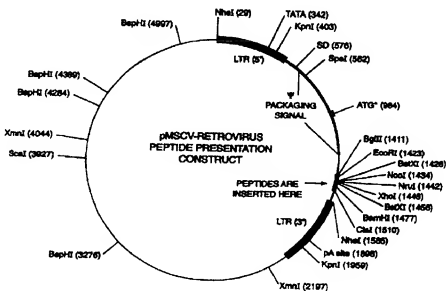 NheI (29)
TATA (342)
KpnI (403)
BspHI (4997)
LTR (5')
SD (576)
SpeI (582)
BspHI (4389)
BspHI (4284)
Ψ
PACKAGING
SIGNAL
ATG* (984)
XmnI (4044)
ScaI (3927)
pMSCV-RETROVIRUS
PEPTIDE PRESENTATION
CONSTRUCT
BglII (1411)
EcoRI (1423)
BstXI (1426)
NcoI (1434)
NruI (1442)
XhoI (1446)
BstXI (1456)
BamHI (1477)
ClaI (1510)
NheI (1585)
PEPTIDES ARE
INSERTED HERE
LTR (3')
pA site (1898)
KpnI (1959)
BspHI (3276)
XmnI (2197)